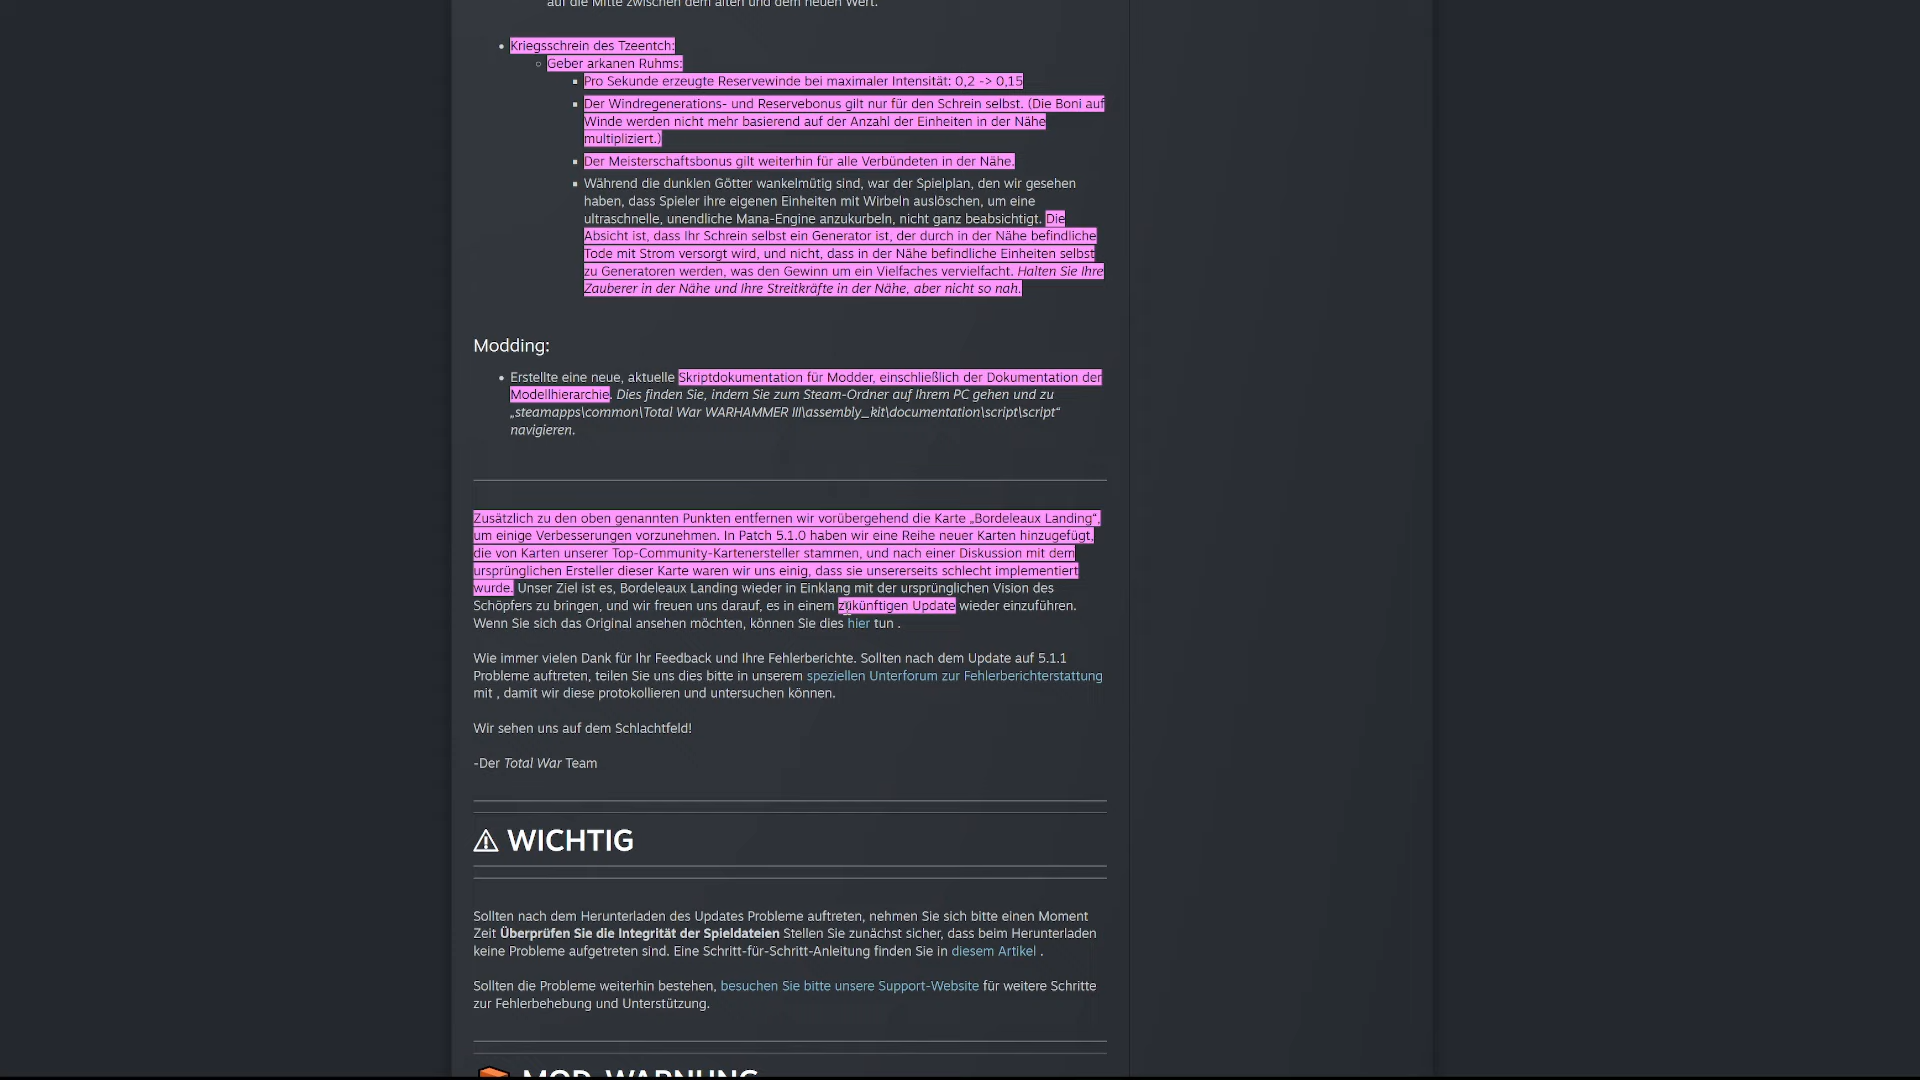 auf die Mitte zwischen dem alten und dem neuen Wert.
Kriegsschrein des Tzeentch:
Geber arkanen Ruhms:
Pro Sekunde erzeugte Reservewinde bei maximaler Intensität: 0,2 -> 0,15
Der Windregenerations- und Reservebonus gilt nur für den Schrein selbst. (Die Boni auf
Winde werden nicht mehr basierend auf der Anzahl der Einheiten in der Nähe
multipliziert.)
Der Meisterschaftsbonus gilt weiterhin für alle Verbündeten in der Nähe.
Während die dunklen Götter wankelmütig sind, war der Spielplan, den wir gesehen
haben, dass Spieler ihre eigenen Einheiten mit Wirbeln auslöschen, um eine
ultraschnelle, unendliche Mana-Engine anzukurbeln, nicht ganz beabsichtigt. Die
Absicht ist, dass Ihr Schrein selbst ein Generator ist, der durch in der Nähe befindliche
Tode mit Strom versorgt wird, und nicht, dass in der Nähe befindliche Einheiten selbst
zu Generatoren werden, was den Gewinn um ein Vielfaches vervielfacht. Halten Sie Ihre
Zauberer in der Nähe und Ihre Streitkräfte in der Nähe, aber nicht so nah.
Modding:
Erstellte eine neue, aktuelle Skriptdokumentation für Modder, einschließlich der Dokumentation der
Modellhierarchie. Dies finden Sie, indem Sie zum Steam-Ordner auf Ihrem PC gehen und zu
„steamapps\common\Total War WARHAMMER III\assembly_kit\documentation\script\script“
navigieren.
Zusätzlich zu den oben genannten Punkten entfernen wir vorübergehend die Karte „Bordeleaux Landing“,
um einige Verbesserungen vorzunehmen. In Patch 5.1.0 haben wir eine Reihe neuer Karten hinzugefügt,
die von Karten unserer Top-Community-Kartenersteller stammen, und nach einer Diskussion mit dem
ursprünglichen Ersteller dieser Karte waren wir uns einig, dass sie unsererseits schlecht implementiert
wurde. Unser Ziel ist es, Bordeleaux Landing wieder in Einklang mit der ursprünglichen Vision des
Schöpfers zu bringen, und wir freuen uns darauf, es in einem zukünftigen Update wieder einzuführen.
Wenn Sie sich das Original ansehen möchten, können Sie dies hier tun .
Wie immer vielen Dank für Ihr Feedback und Ihre Fehlerberichte. Sollten nach dem Update auf 5.1.1
Probleme auftreten, teilen Sie uns dies bitte in unserem speziellen Unterforum zur Fehlerberichterstattung
mit , damit wir diese protokollieren und untersuchen können.
Wir sehen uns auf dem Schlachtfeld!
-Der Total War Team
⚠ WICHTIG
Sollten nach dem Herunterladen des Updates Probleme auftreten, nehmen Sie sich bitte einen Moment
Zeit Überprüfen Sie die Integrität der Spieldateien Stellen Sie zunächst sicher, dass beim Herunterladen
keine Probleme aufgetreten sind. Eine Schritt-für-Schritt-Anleitung finden Sie in diesem Artikel .
Sollten die Probleme weiterhin bestehen, besuchen Sie bitte unsere Support-Website für weitere Schritte
zur Fehlerbehebung und Unterstützung.
MOD-WARNUNG